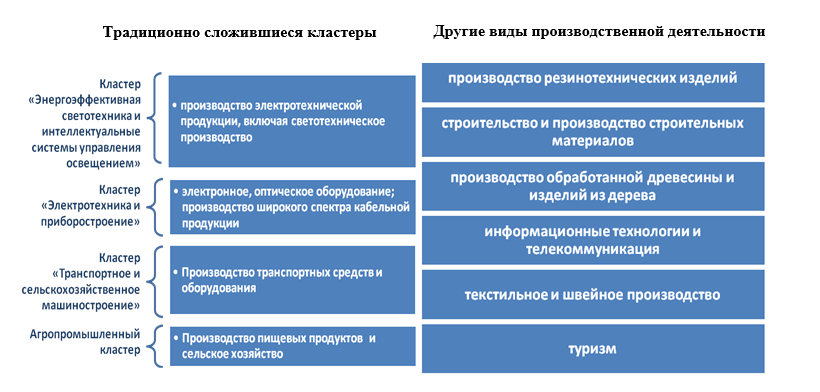 Традиционно сложившиеся кластеры
Другие виды производственной деятельности
Кластер
«Энергоэффективная
светотехника и
интеллектуальные
системы управления
освещением»
• производство электротехнической
продукции, включая светотехническое
производство
Кластер
«Электротехника и
приборостроение»
• электронное, оптическое оборудование;
производство широкого спектра кабельной
продукции
Кластер
«Транспортное и
сельскохозяйственное
машиностроение»
• Производство транспортных средств и
оборудования
Агропромышленный
кластер
• Производство пищевых продуктов и
сельское хозяйство
производство резинотехнических изделий
строительство и производство строительных
материалов
производство обработанной древесины и
изделий из дерева
информационные технологии и
телекоммуникация
текстильное и швейное производство
туризм